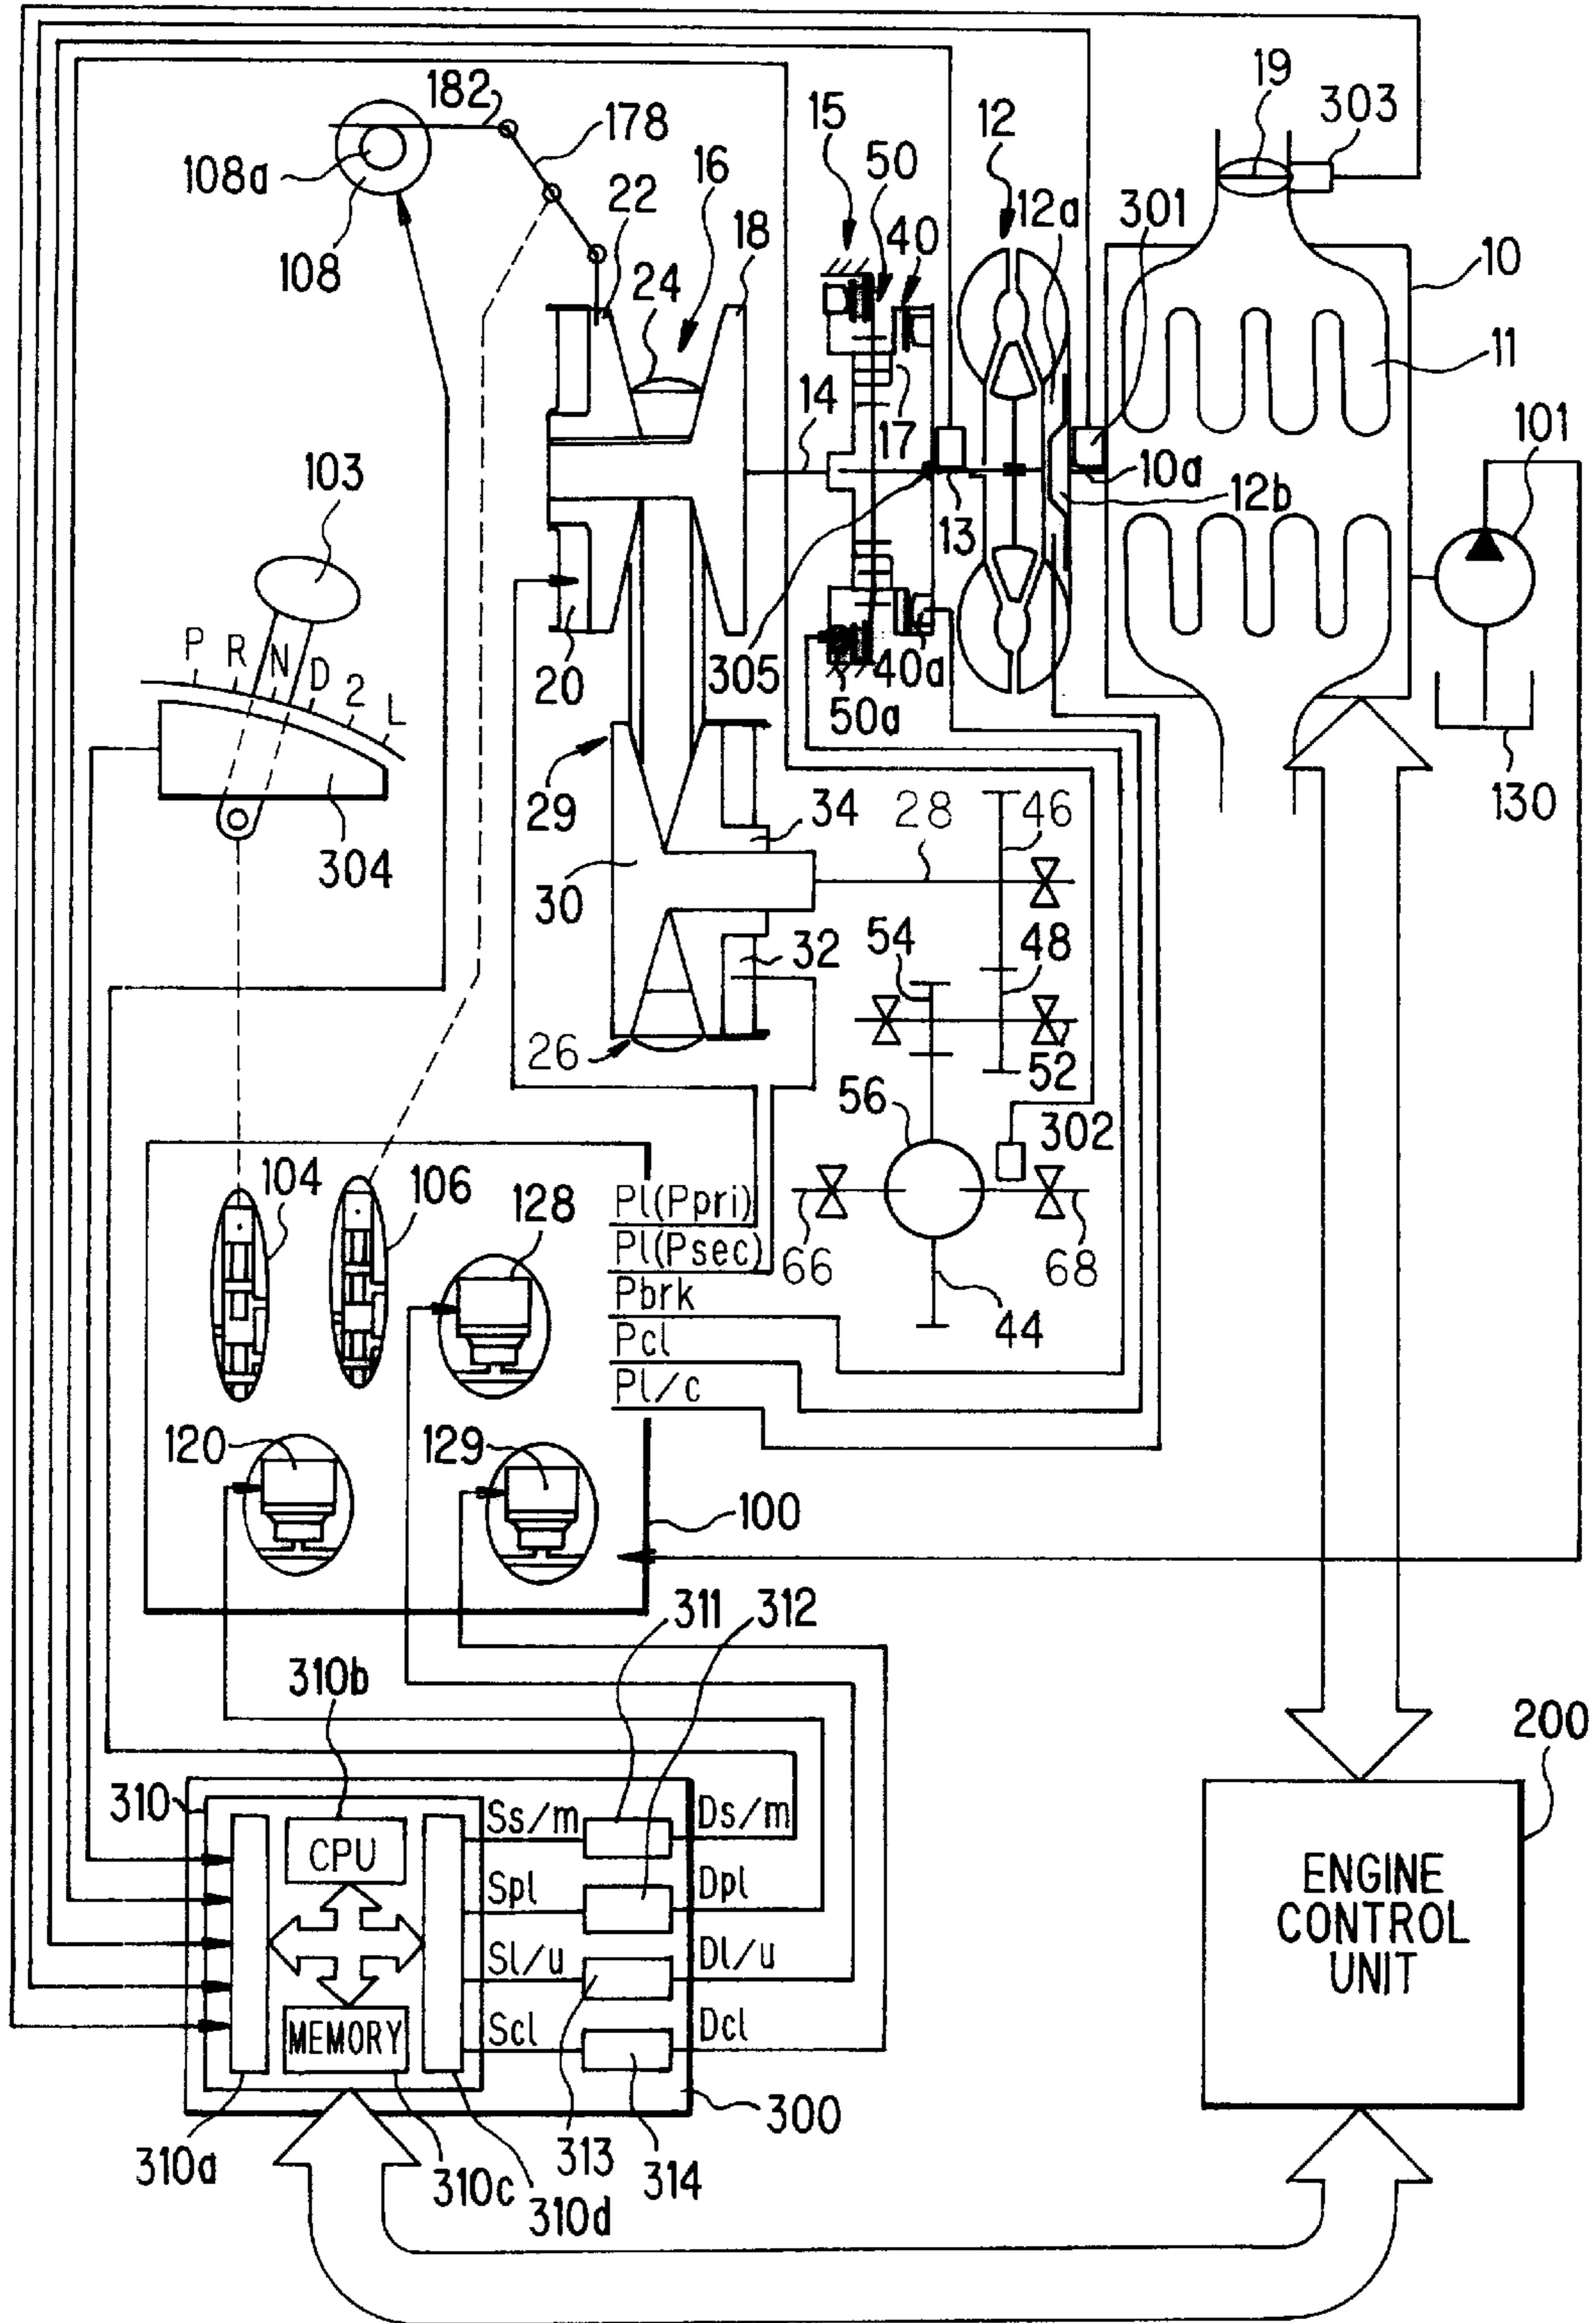 19
303
182
178
15
12
50
16
22
18
108a
40
12a
301
10
108
24
11
14
17
101
103
10a
12b
13
P R N D 2 L
20
305
40a
50a
130
29
34
28
46
304
30
54
48
32
26
52
56
302
104
106
128
Pl(Ppri)
Pl(Psec)
66
68
Pbrk
44
Pcl
Pl/c
120
129
100
311
312
310b
200
310
Ss/m
Ds/m
CPU
Spl
Dpl
ENGINE
CONTROL
UNIT
Sl/u
Dl/u
MEMORY
Scl
Dcl
300
310a
310c
313
314
310d